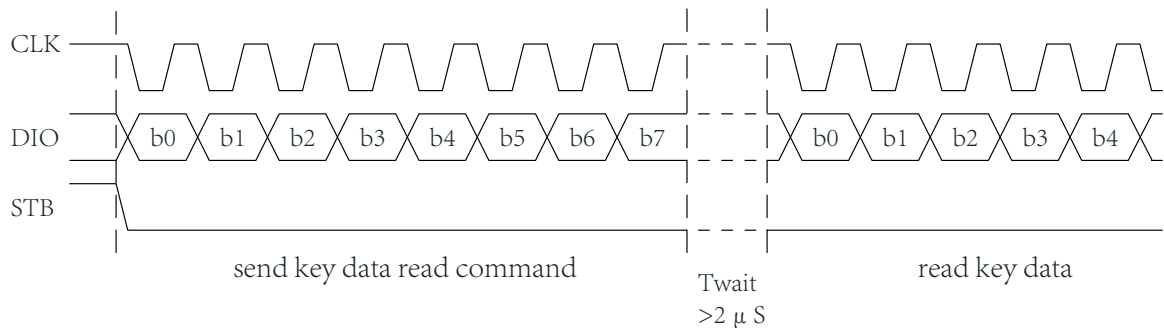 CLK
DIO b0 b1 b2 b3 b4 b5 b6 b7 b0 b1 b2 b3 b4
STB
send key data read command read key data
Twait
>2 μ S